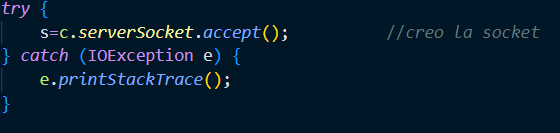 try {
s=c.serverSocket.accept(); //creo la socket
} catch (IOException e) {
e.printStackTrace();
}